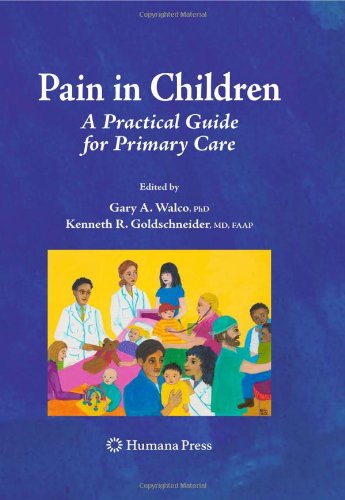 Pain in Children
A Practical Guide
for Primary Care
Edited by
Gary A. Walco, PhD
Kenneth R. Goldschneider, MD, FAAP
Humana Press